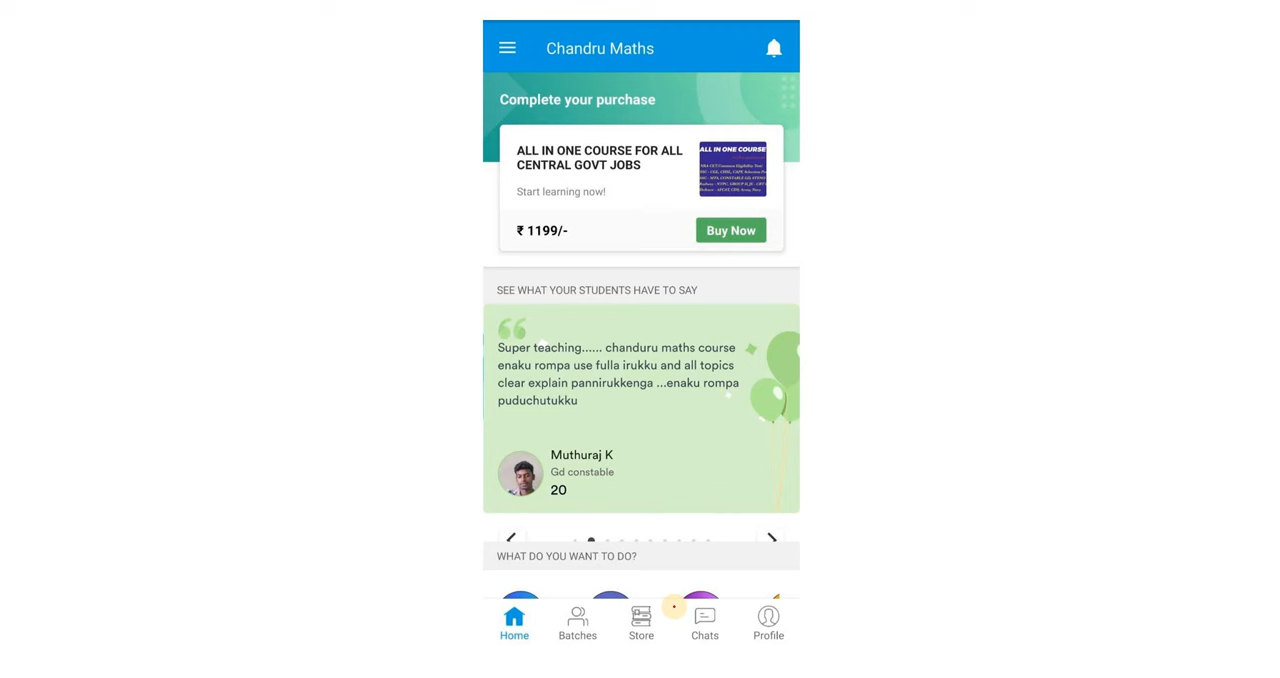 Chandru Maths
Complete your purchase
ALL IN ONE COURSE FOR ALL
CENTRAL GOVT JOBS
Start learning now!
₹ 1199/-
Buy Now
ALL IN ONE COURSE
SEE WHAT YOUR STUDENTS HAVE TO SAY
Super teaching...... chanduru maths course
enaku rompa use fulla irukku and all topics
clear explain pannirukkenga ...enaku rompa
puduchutukku
Muthuraj K
Gd constable
20
WHAT DO YOU WANT TO DO?
Home
Batches
Store
Chats
Profile